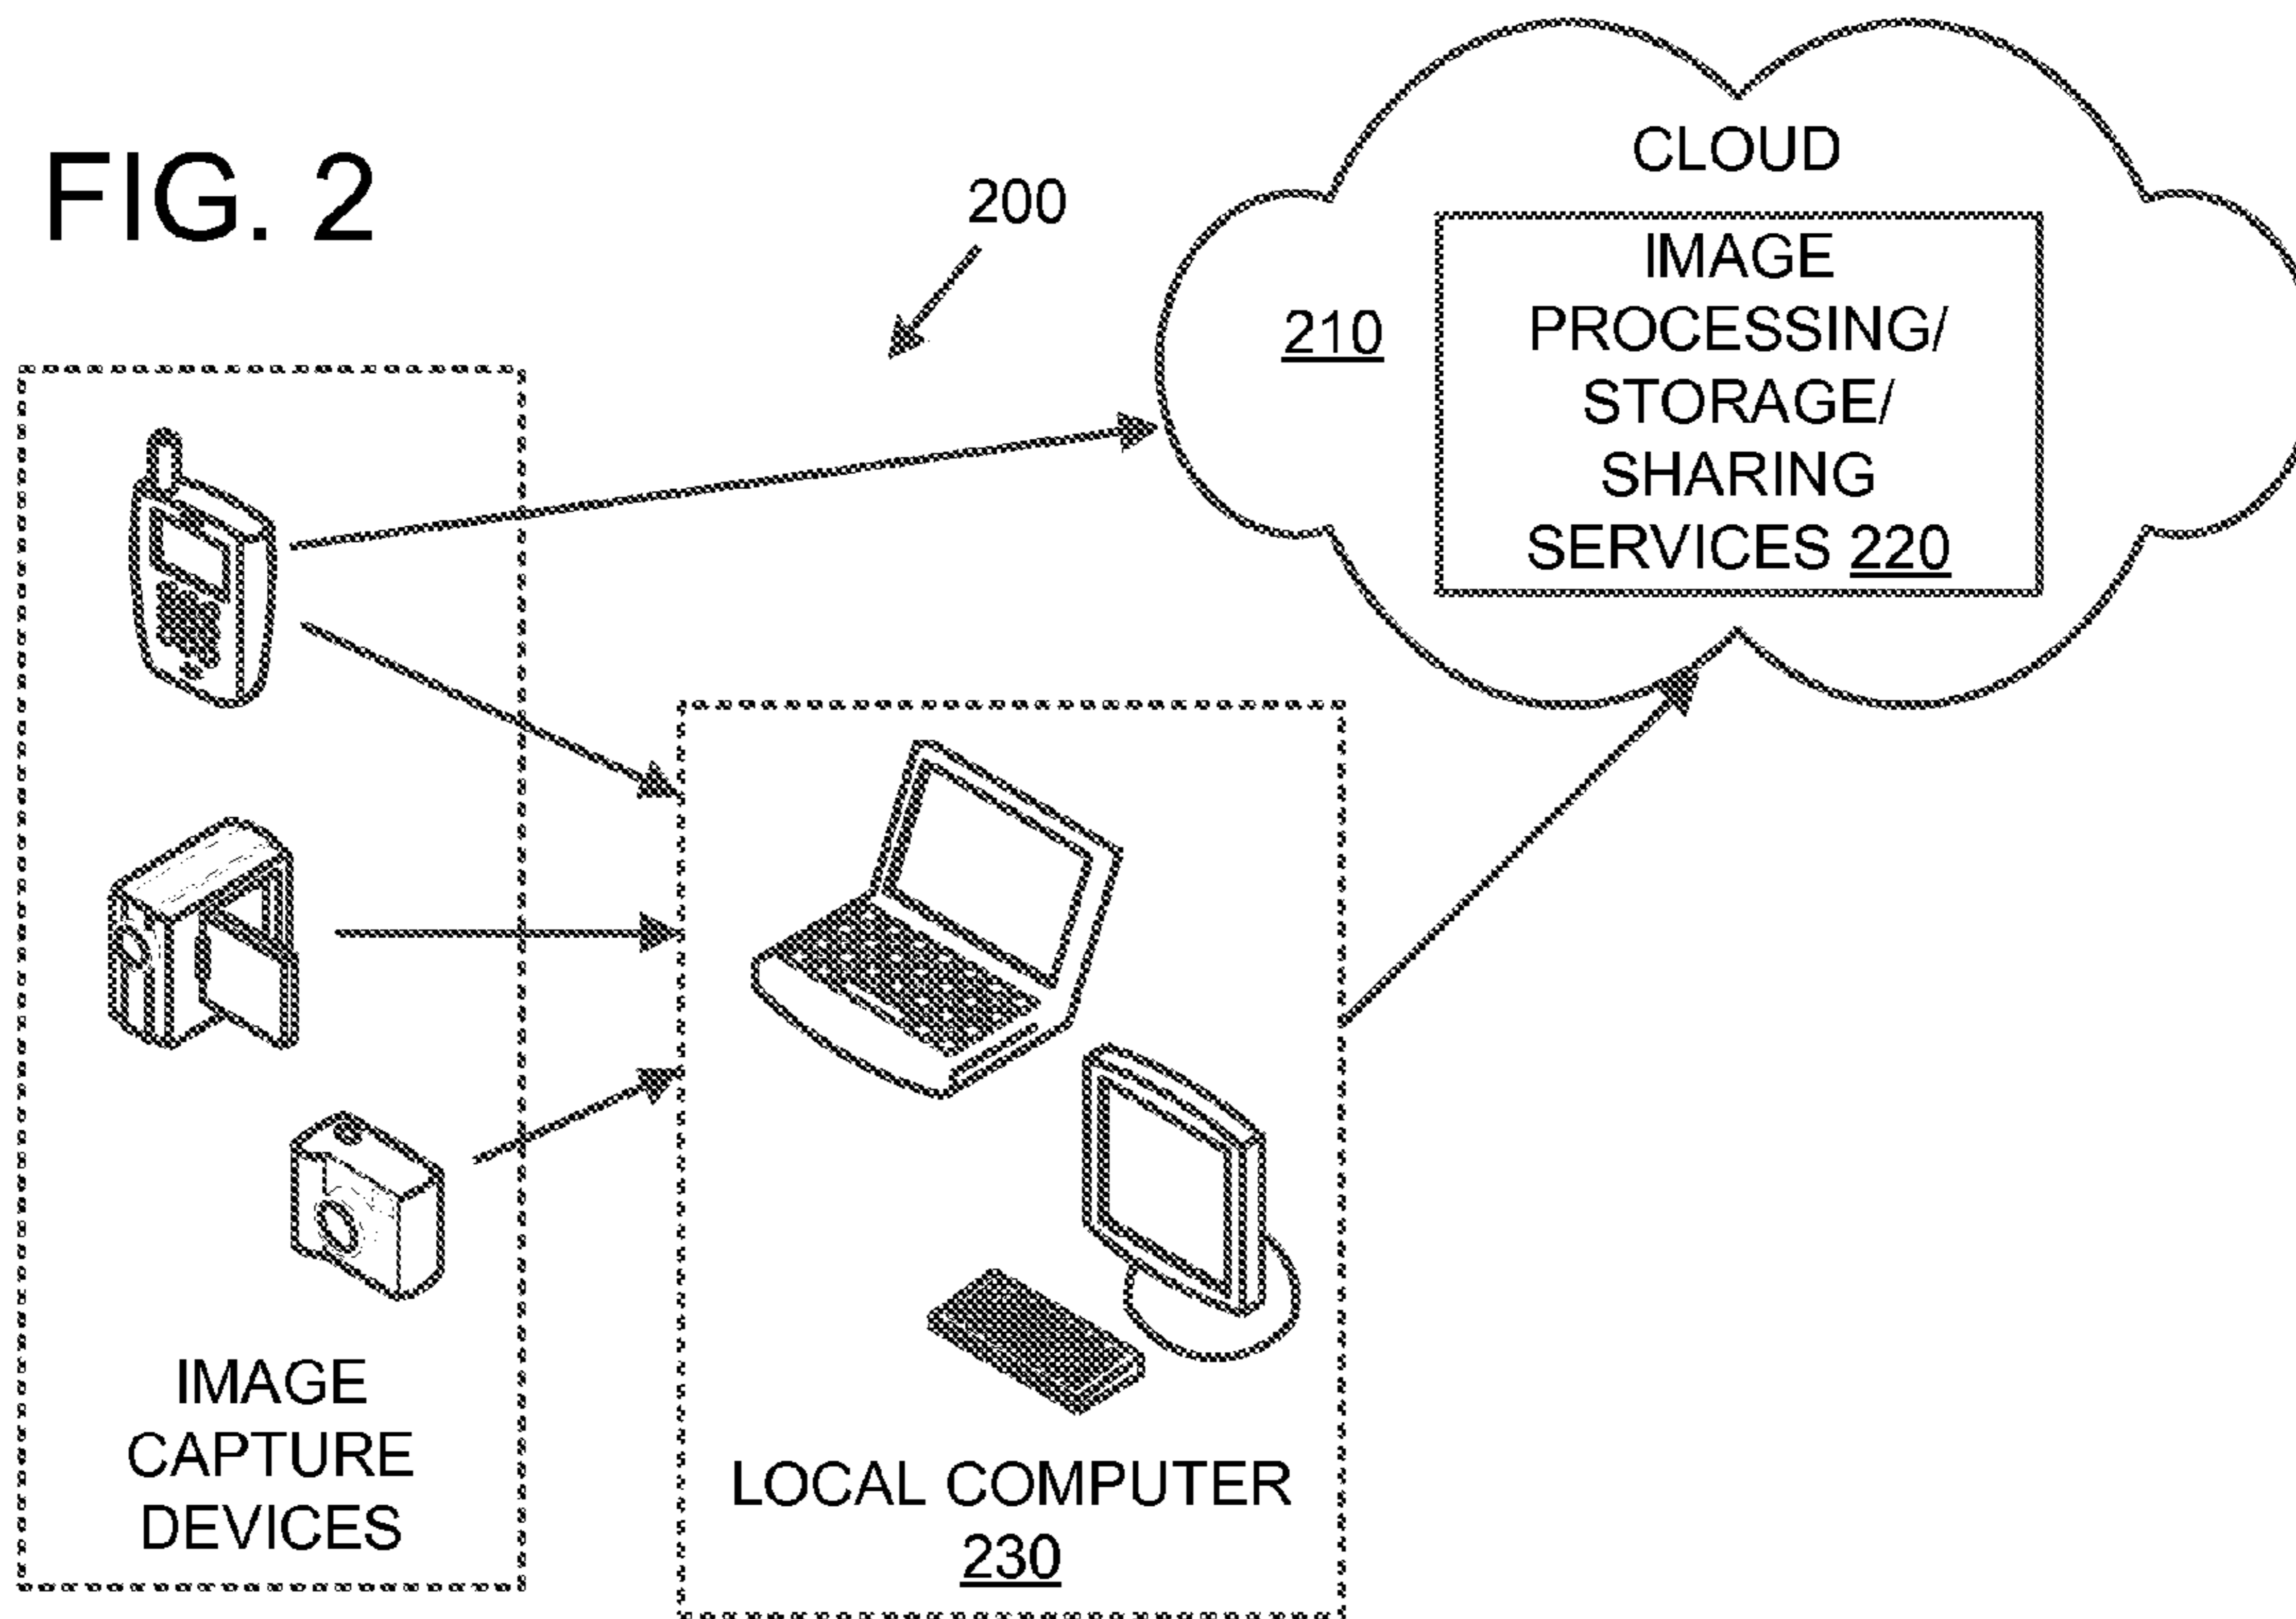 FIG. 2
200
CLOUD
210
IMAGE
PROCESSING/
STORAGE/
SHARING
SERVICES 220
IMAGE
CAPTURE
DEVICES
LOCAL COMPUTER
230